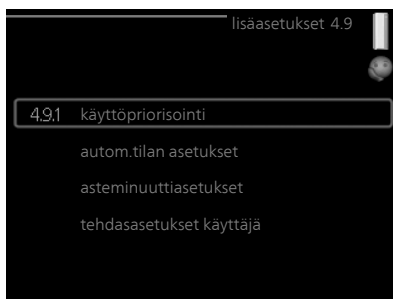 lisäasetukset 4.9
4.9.1 käyttöpriorisointi
autom.tilan asetukset
asteminuuttiasetukset
tehdasasetukset käyttäjä